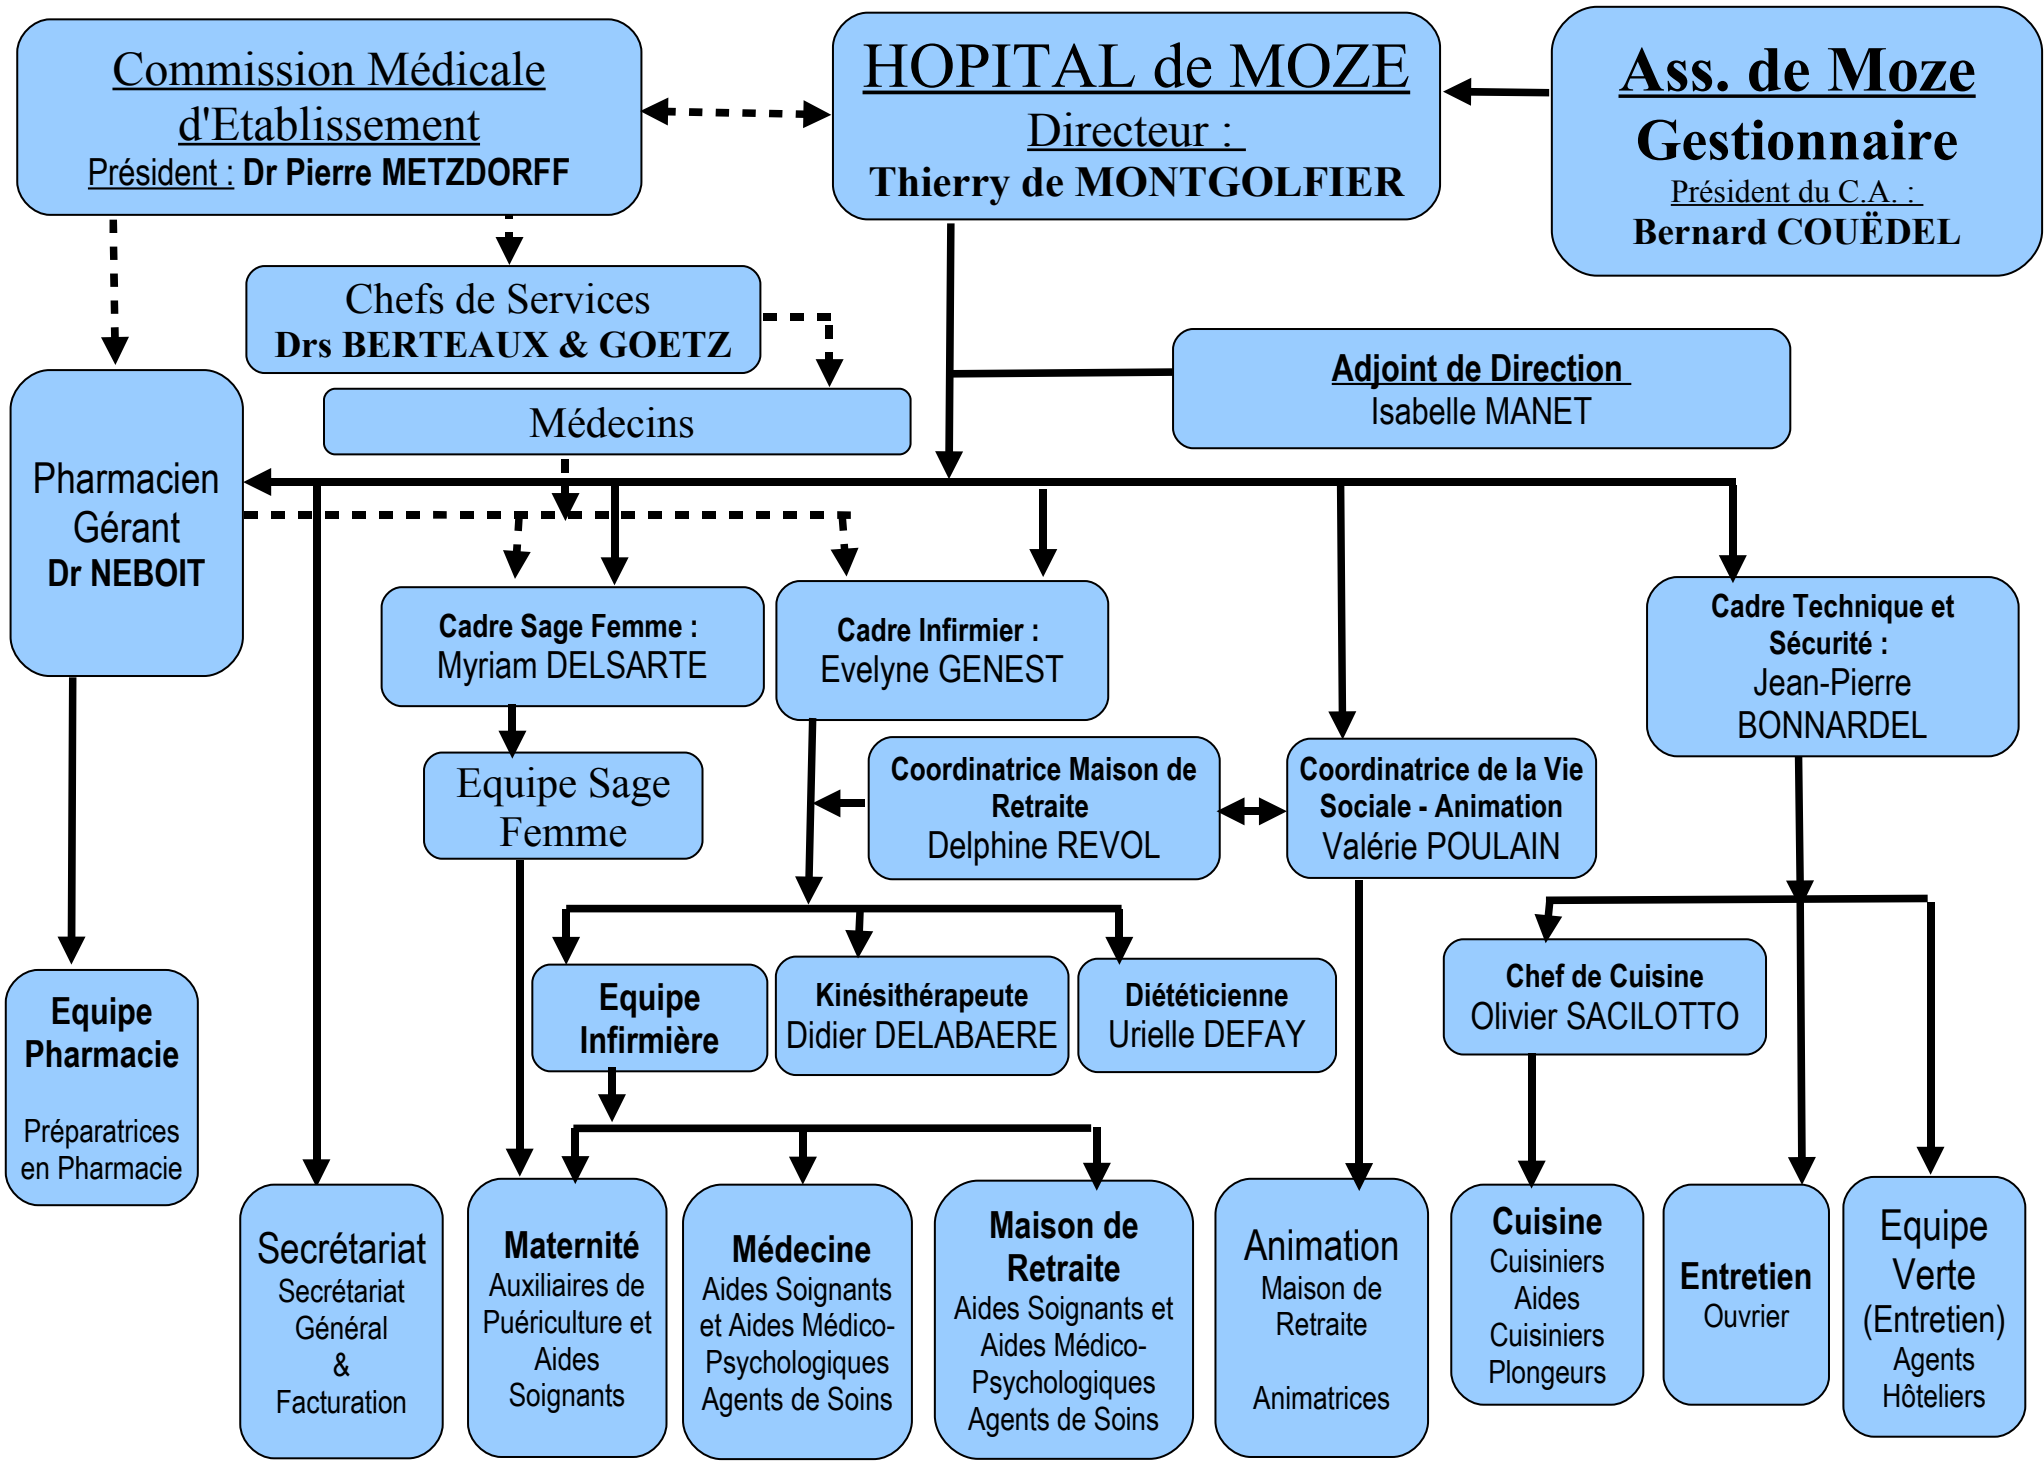 Commission Médicale
d'Etablissement
Président : Dr Pierre METZDORFF
HOPITAL de MOZE
Directeur :
Thierry de MONTGOLFIER
Ass. de Moze
Gestionnaire
Président du C.A. :
Bernard COUËDEL
Chefs de Services
Drs BERTEAUX & GOETZ
Adjoint de Direction
Isabelle MANET
Médecins
Pharmacien
Gérant
Dr NEBOIT
Cadre Sage Femme :
Myriam DELSARTE
Cadre Infirmier :
Evelyne GENEST
Cadre Technique et
Sécurité :
Jean-Pierre
BONNARDEL
Equipe Sage
Femme
Coordinatrice Maison de
Retraite
Delphine REVOL
Coordinatrice de la Vie
Sociale - Animation
Valérie POULAIN
Equipe
Pharmacie
Préparatrices
en Pharmacie
Equipe
Infirmière
Kinésithérapeute
Didier DELABAERE
Diététicienne
Urielle DEFAY
Chef de Cuisine
Olivier SACILOTTO
Secrétariat
Secrétariat
Général
&
Facturation
Maternité
Auxiliaires de
Puériculture et
Aides
Soignants
Médecine
Aides Soignants
et Aides Médico-
Psychologiques
Agents de Soins
Maison de
Retraite
Aides Soignants et
Aides Médico-
Psychologiques
Agents de Soins
Animation
Maison de
Retraite
Animatrices
Cuisine
Cuisiniers
Aides
Cuisiniers
Plongeurs
Entretien
Ouvrier
Equipe
Verte
(Entretien)
Agents
Hôteliers